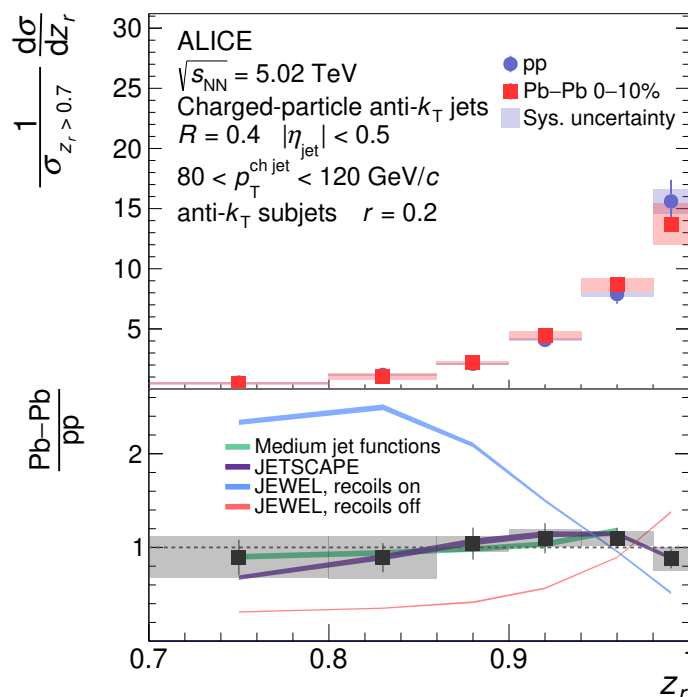 1/σ_{z_r > 0.7} dσ/dz_r
30
25
20
15
10
5
ALICE
√s_NN = 5.02 TeV
Charged-particle anti-k_T jets
R = 0.4 |η_jet| < 0.5
80 < p_T^{ch jet} < 120 GeV/c
anti-k_T subjets r = 0.2
pp
Pb–Pb 0–10%
Sys. uncertainty
Pb–Pb/pp
2
1
Medium jet functions
JETSCAPE
JEWEL, recoils on
JEWEL, recoils off
0.7 0.8 0.9 1
z_r